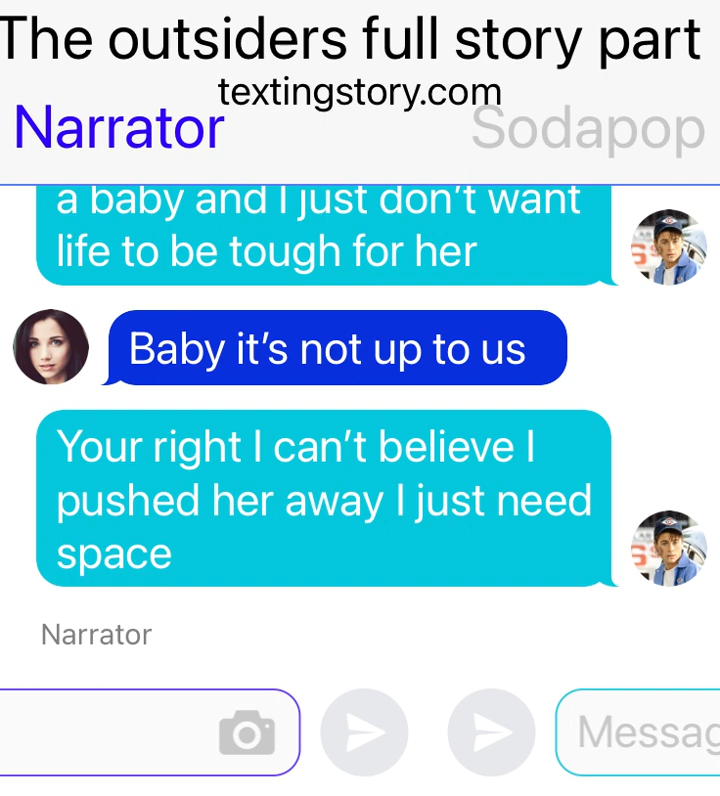 The outsiders full story part
textingstory.com
Narrator
Sodapop
a baby and I just don't want
life to be tough for her
Baby it's not up to us
Your right I can't believe I
pushed her away I just need
space
Narrator
Messag